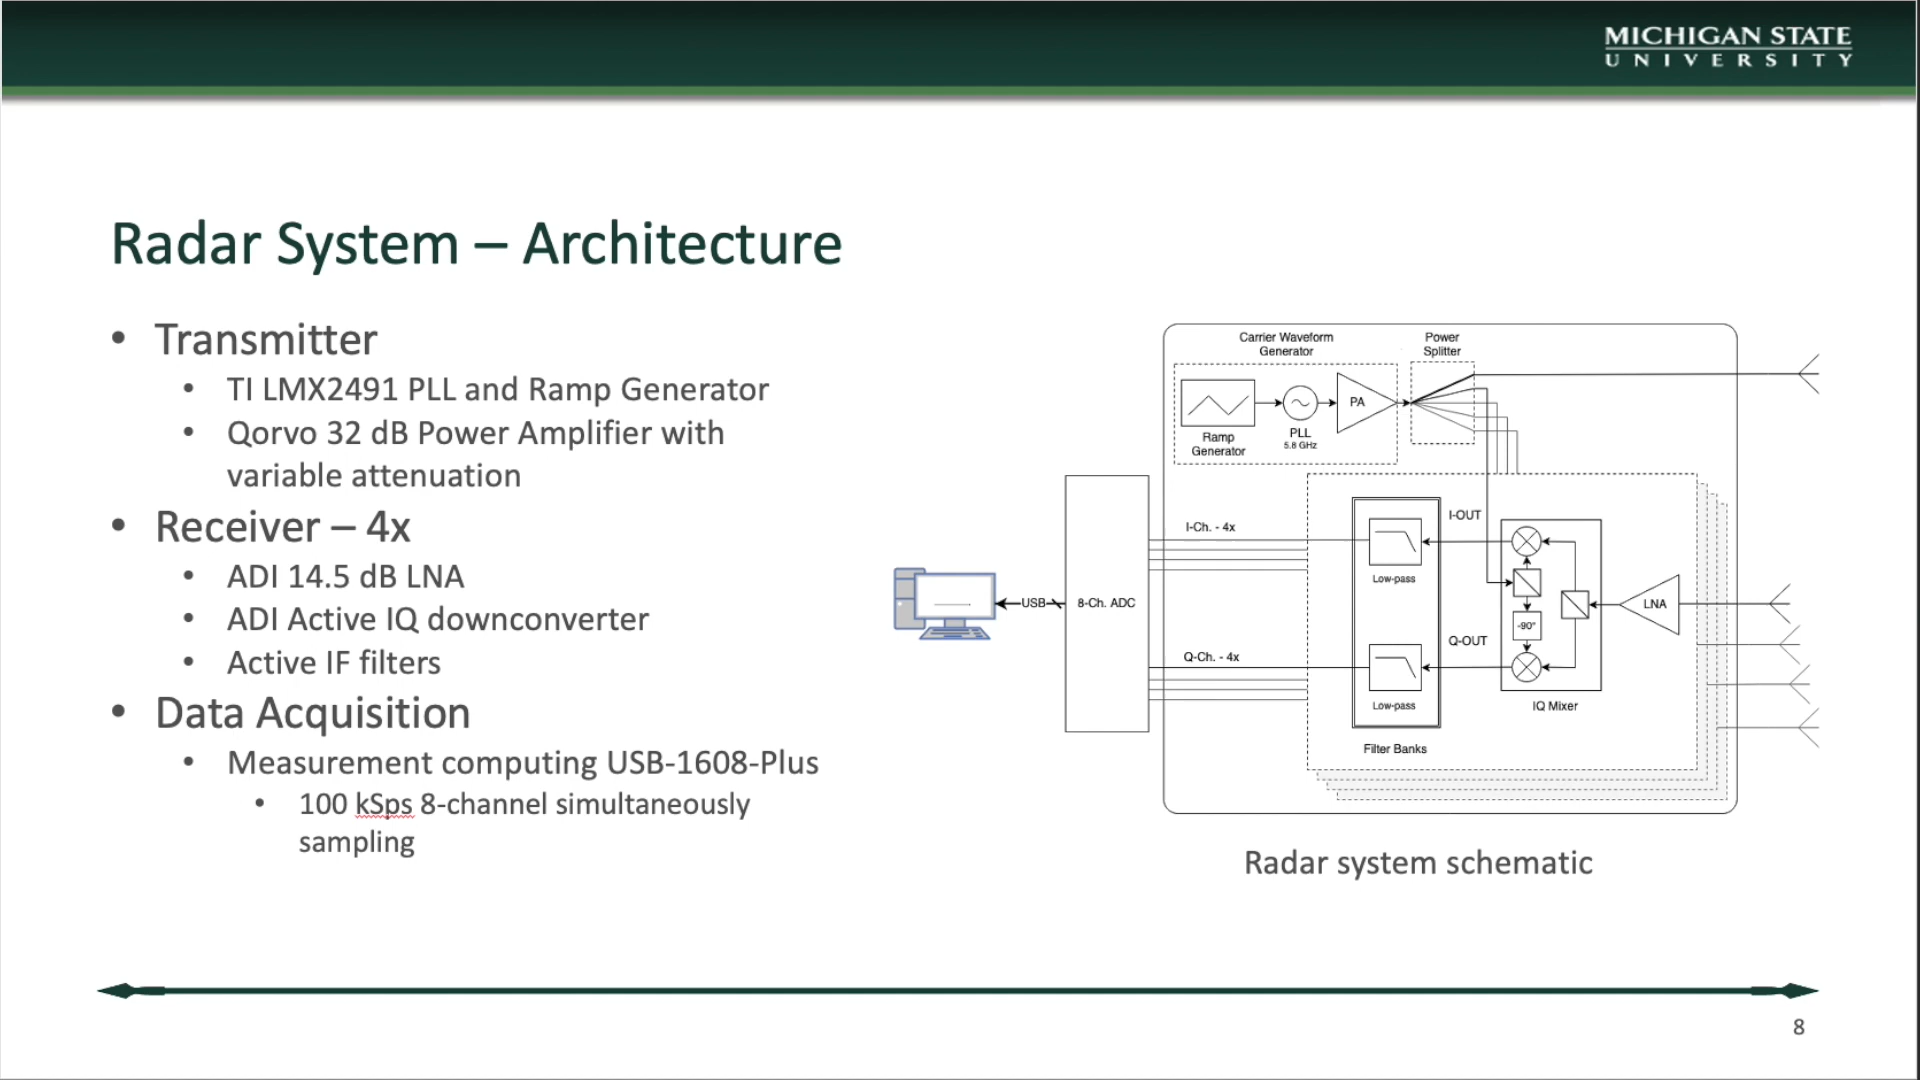 MICHIGAN STATE
UNIVERSITY
Radar System – Architecture
• Transmitter
• TI LMX2491 PLL and Ramp Generator
• Qorvo 32 dB Power Amplifier with
variable attenuation
• Receiver – 4x
• ADI 14.5 dB LNA
• ADI Active IQ downconverter
• Active IF filters
• Data Acquisition
• Measurement computing USB-1608-Plus
• 100 kSps 8-channel simultaneously
sampling
Carrier Waveform
Generator
Power
Splitter
PA
Ramp
Generator
PLL
5.8 GHz
I-Ch. - 4x
I-OUT
Low-pass
USB
8-Ch. ADC
LNA
-90°
Q-OUT
Q-Ch. - 4x
Low-pass
IQ Mixer
Filter Banks
Radar system schematic
8